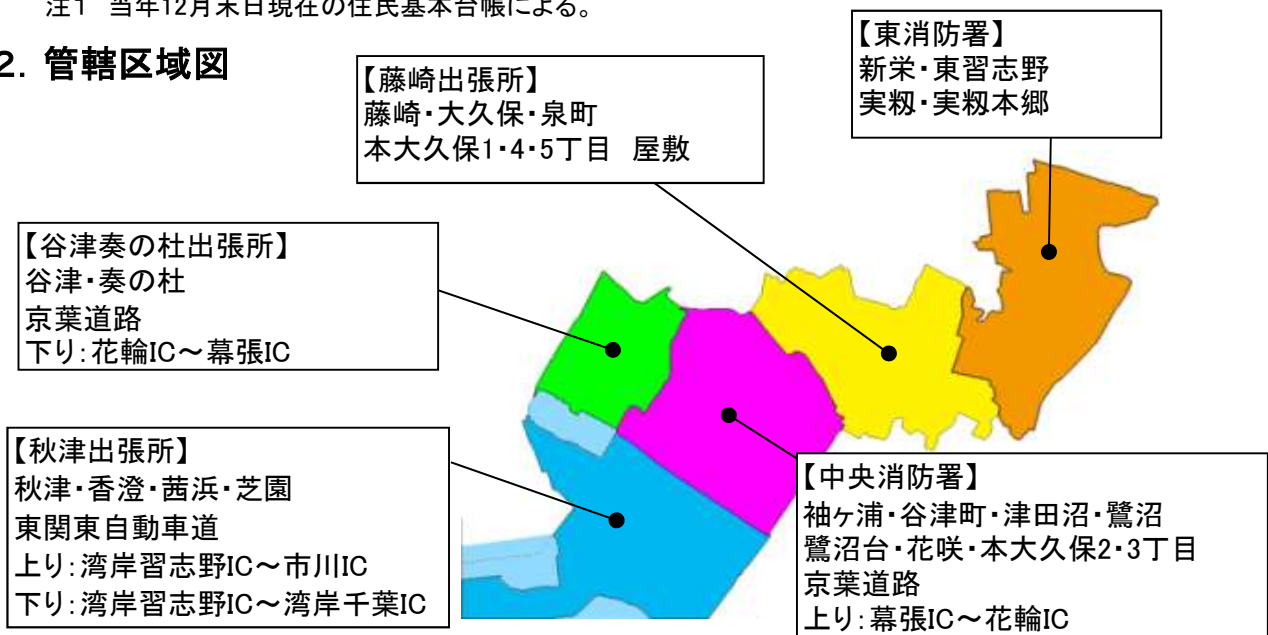 注1 当年12月末日現在の住民基本台帳による。
2. 管轄区域図
【藤崎出張所】
藤崎・大久保・泉町
本大久保1・4・5丁目 屋敷
【東消防署】
新栄・東習志野
実籾・実籾本郷
【谷津奏の杜出張所】
谷津・奏の杜
京葉道路
下り：花輪IC～幕張IC
【秋津出張所】
秋津・香澄・茜浜・芝園
東関東自動車道
上り：湾岸習志野IC～市川IC
下り：湾岸習志野IC～湾岸千葉IC
【中央消防署】
袖ヶ浦・谷津町・津田沼・鷺沼
鷺沼台・花咲・本大久保2・3丁目
京葉道路
上り：幕張IC～花輪IC